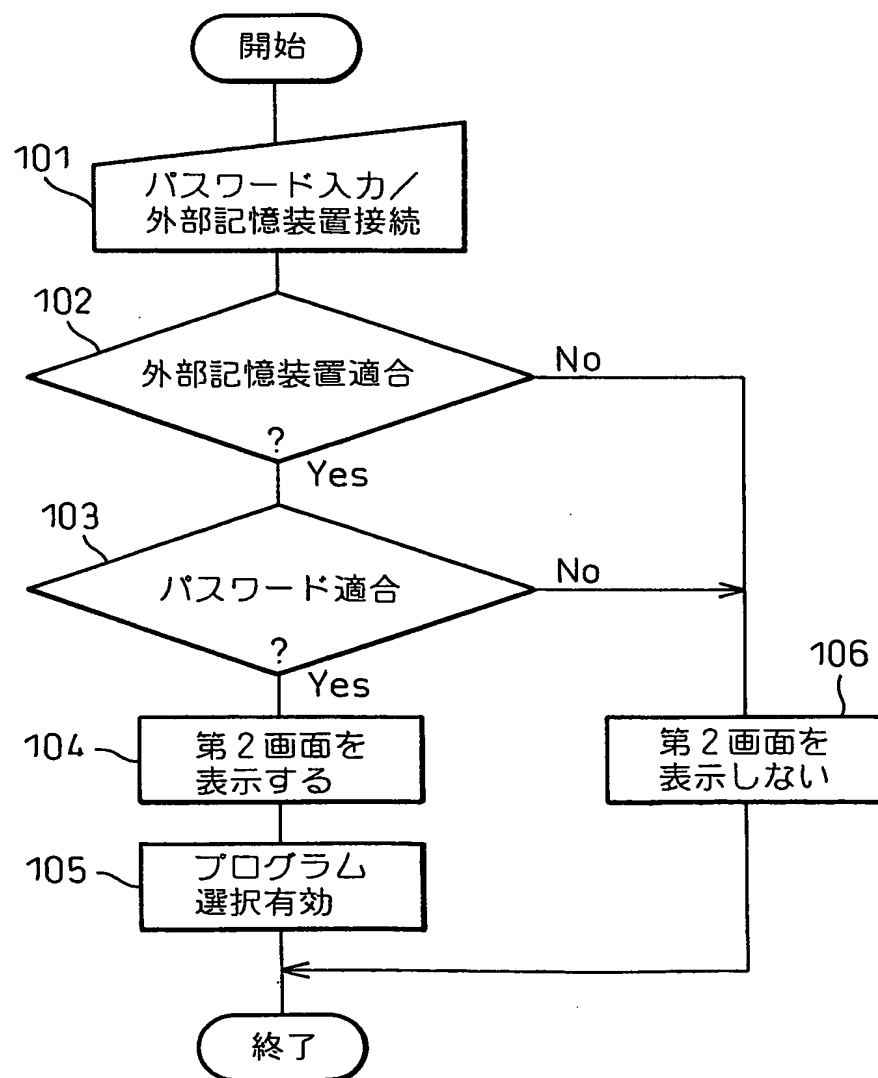 開始
101
パスワード入力／
外部記憶装置接続
102
外部記憶装置適合
?
No
Yes
103
パスワード適合
?
No
Yes
104
第2画面を
表示する
106
第2画面を
表示しない
105
プログラム
選択有効
終了